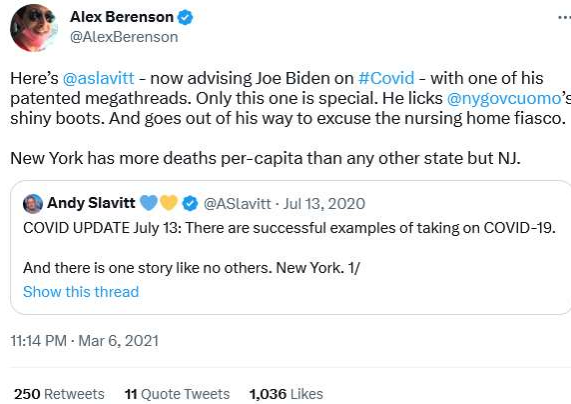 Alex Berenson
@AlexBerenson
Here’s @aslavitt - now advising Joe Biden on #Covid - with one of his
patented megathreads. Only this one is special. He licks @nygovcuomo’s
shiny boots. And goes out of his way to excuse the nursing home fiasco.
New York has more deaths per-capita than any other state but NJ.
Andy Slavitt 💙💛 @ASlavitt · Jul 13, 2020
COVID UPDATE July 13: There are successful examples of taking on COVID-19.
And there is one story like no others. New York. 1/
Show this thread
11:14 PM · Mar 6, 2021
250 Retweets 11 Quote Tweets 1,036 Likes